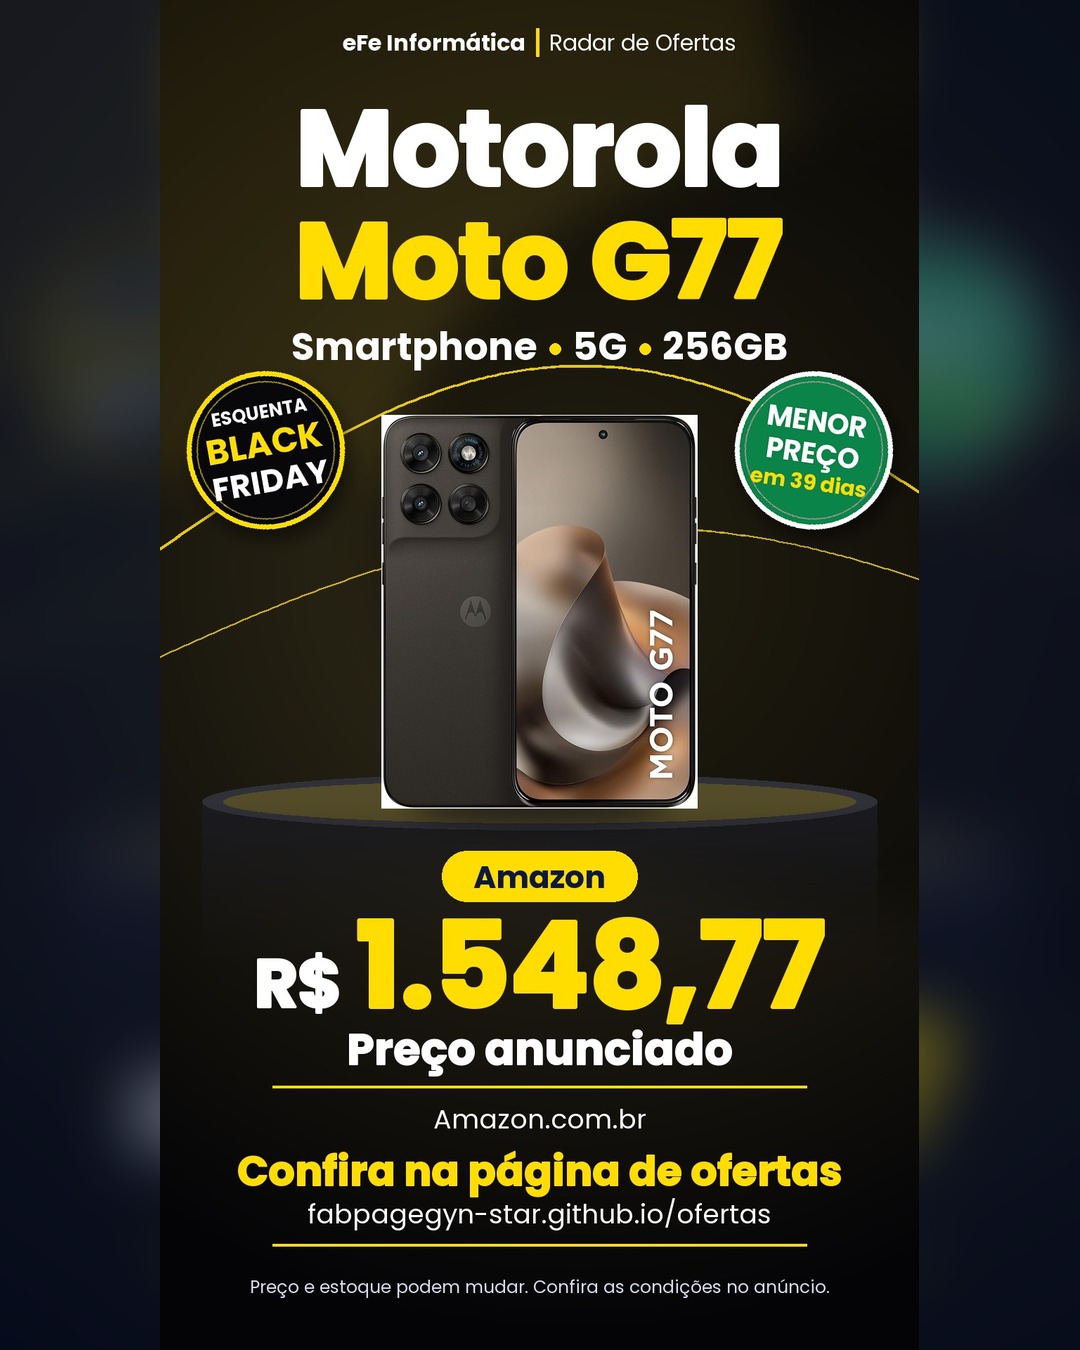 eFe Informática | Radar de Ofertas
Motorola
Moto G77
Smartphone • 5G • 256GB
ESQUENTA
BLACK
FRIDAY
MENOR
PREÇO
em 39 dias
MOTO G77
Amazon
R$ 1.548,77
Preço anunciado
Amazon.com.br
Confira na página de ofertas
fabpagegyn-star.github.io/ofertas
Preço e estoque podem mudar. Confira as condições no anúncio.